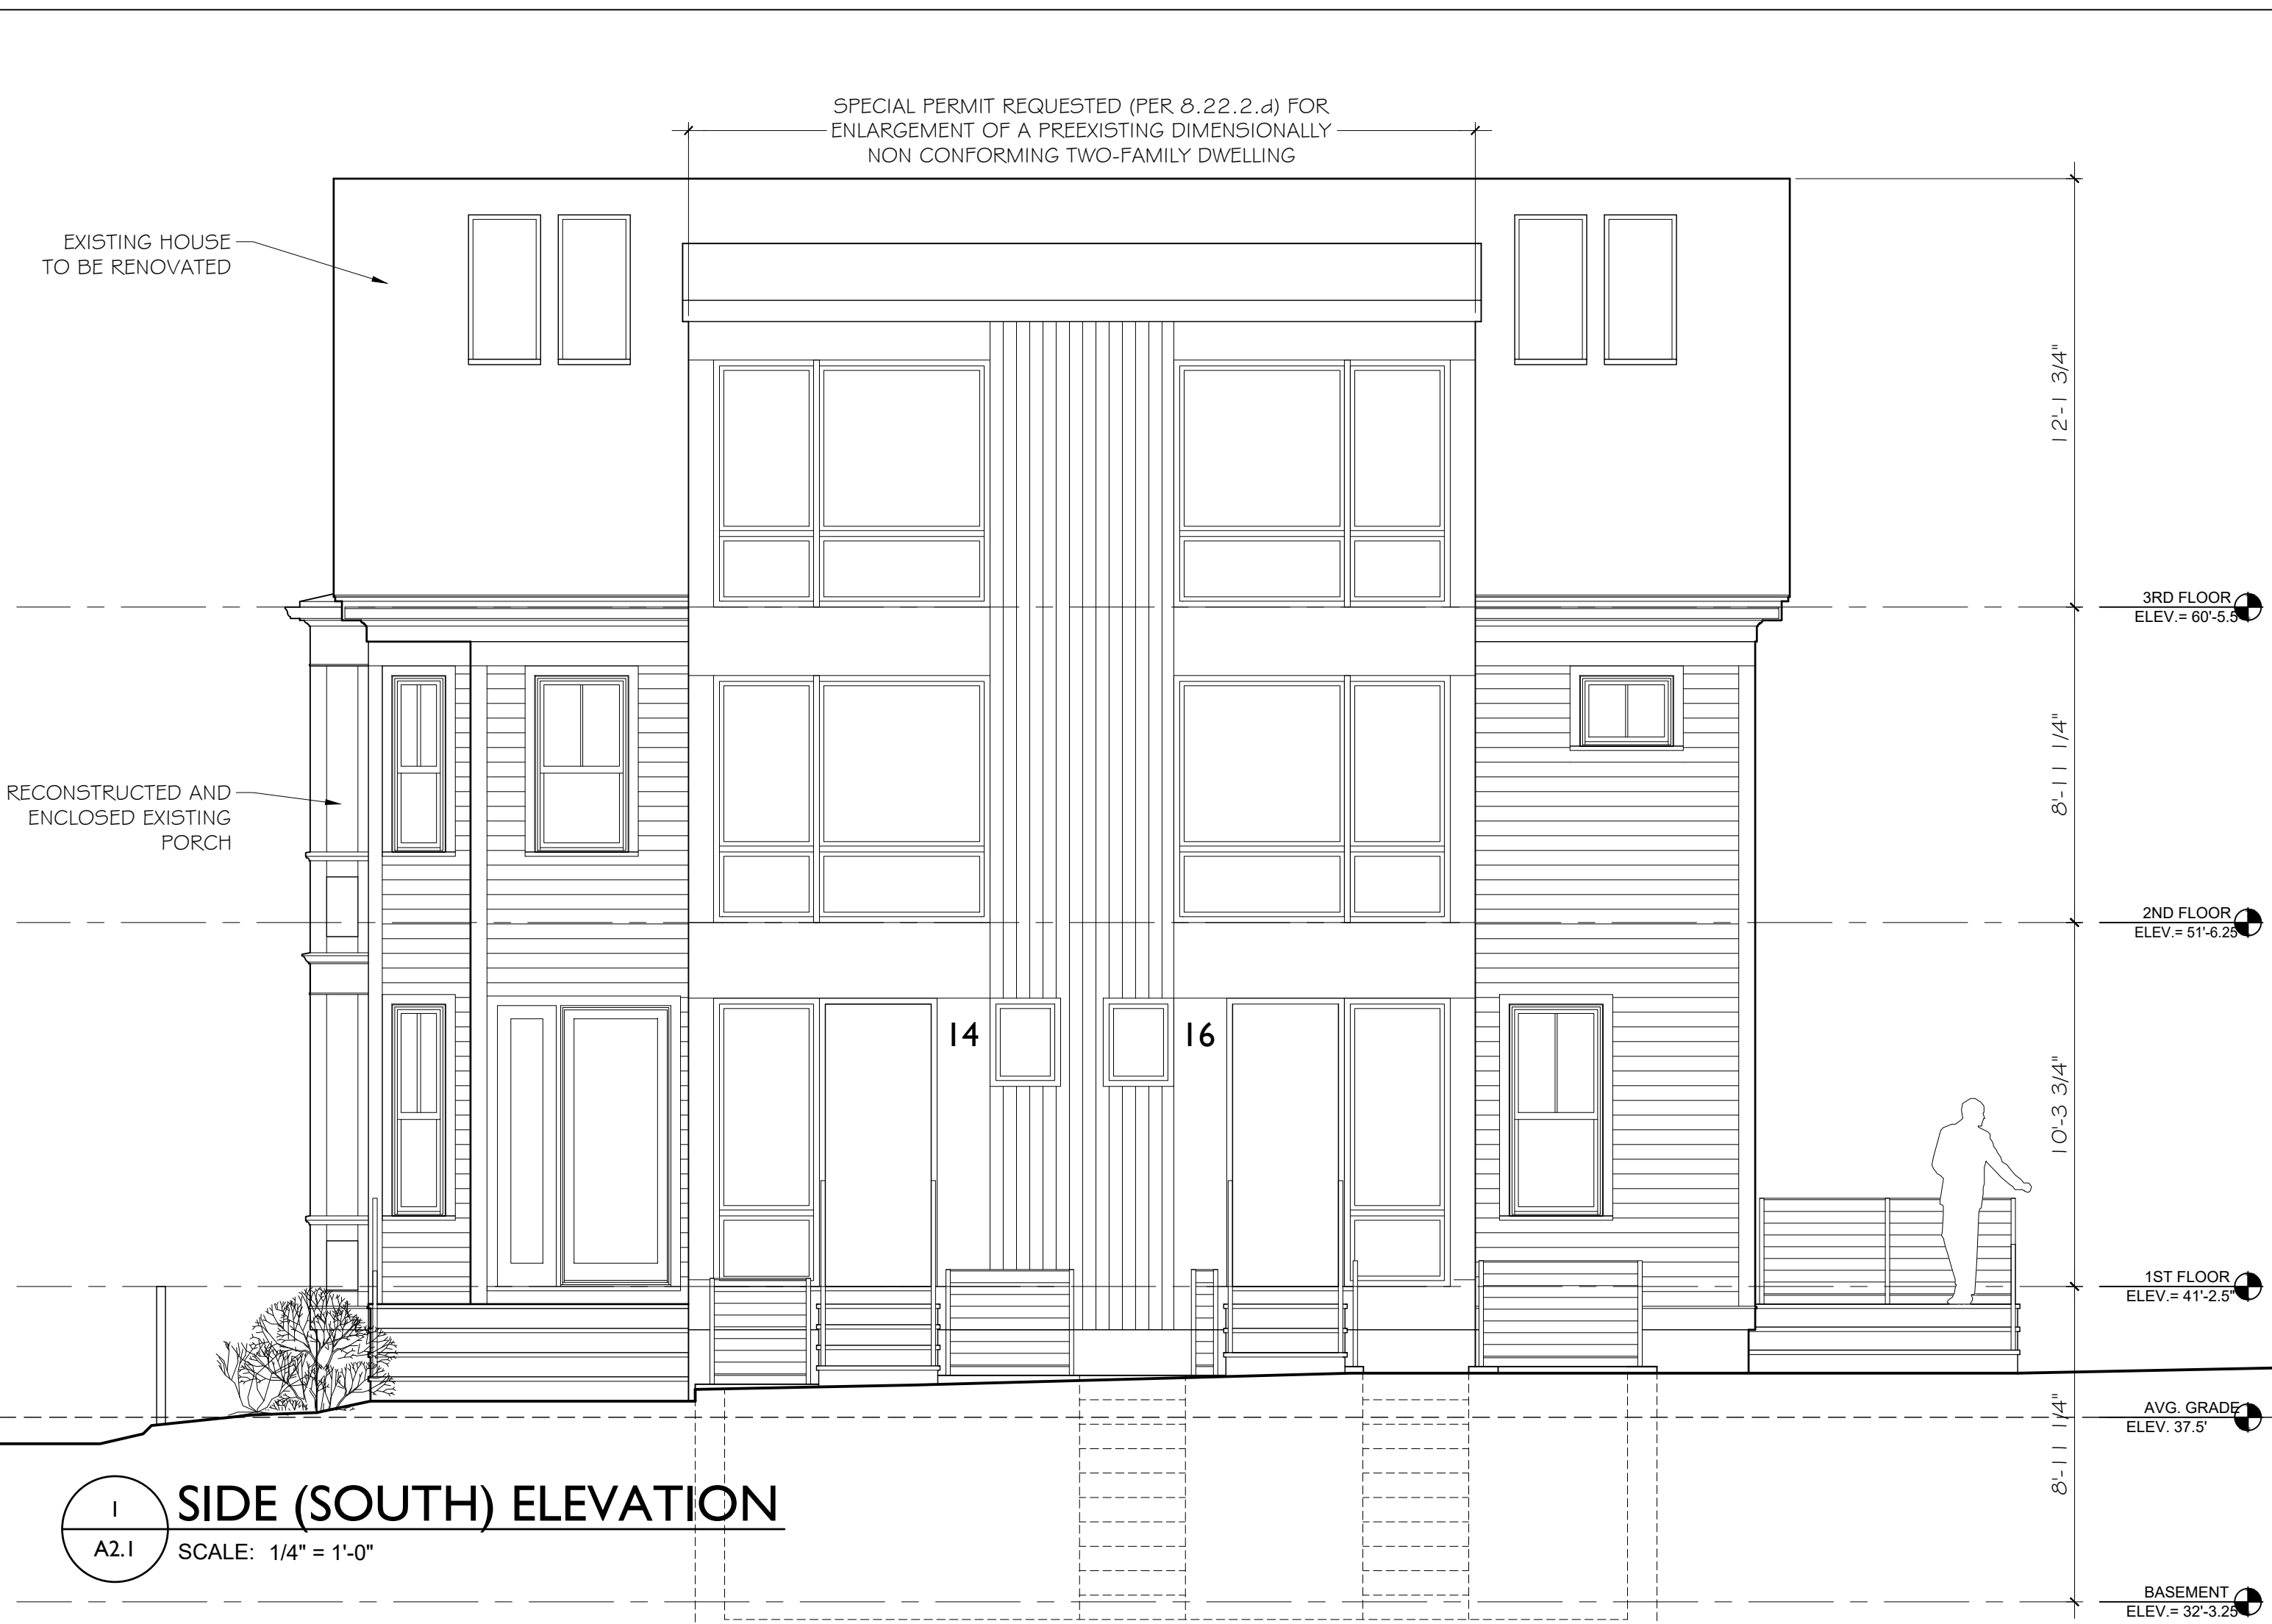 SPECIAL PERMIT REQUESTED (PER 8.22.2.d) FOR
ENLARGEMENT OF A PREEXISTING DIMENSIONALLY
NON CONFORMING TWO-FAMILY DWELLING
EXISTING HOUSE
TO BE RENOVATED
12'-1 3/4"
3RD FLOOR
ELEV.= 60'-5.5"
8'-11 1/4"
RECONSTRUCTED AND
ENCLOSED EXISTING
PORCH
2ND FLOOR
ELEV.= 51'-6.25"
14
16
10'-3 3/4"
1ST FLOOR
ELEV.= 41'-2.5"
AVG. GRADE
ELEV. 37.5'
8'-11 1/4"
1
A2.1
SIDE (SOUTH) ELEVATION
SCALE: 1/4" = 1'-0"
BASEMENT
ELEV.= 32'-3.25"